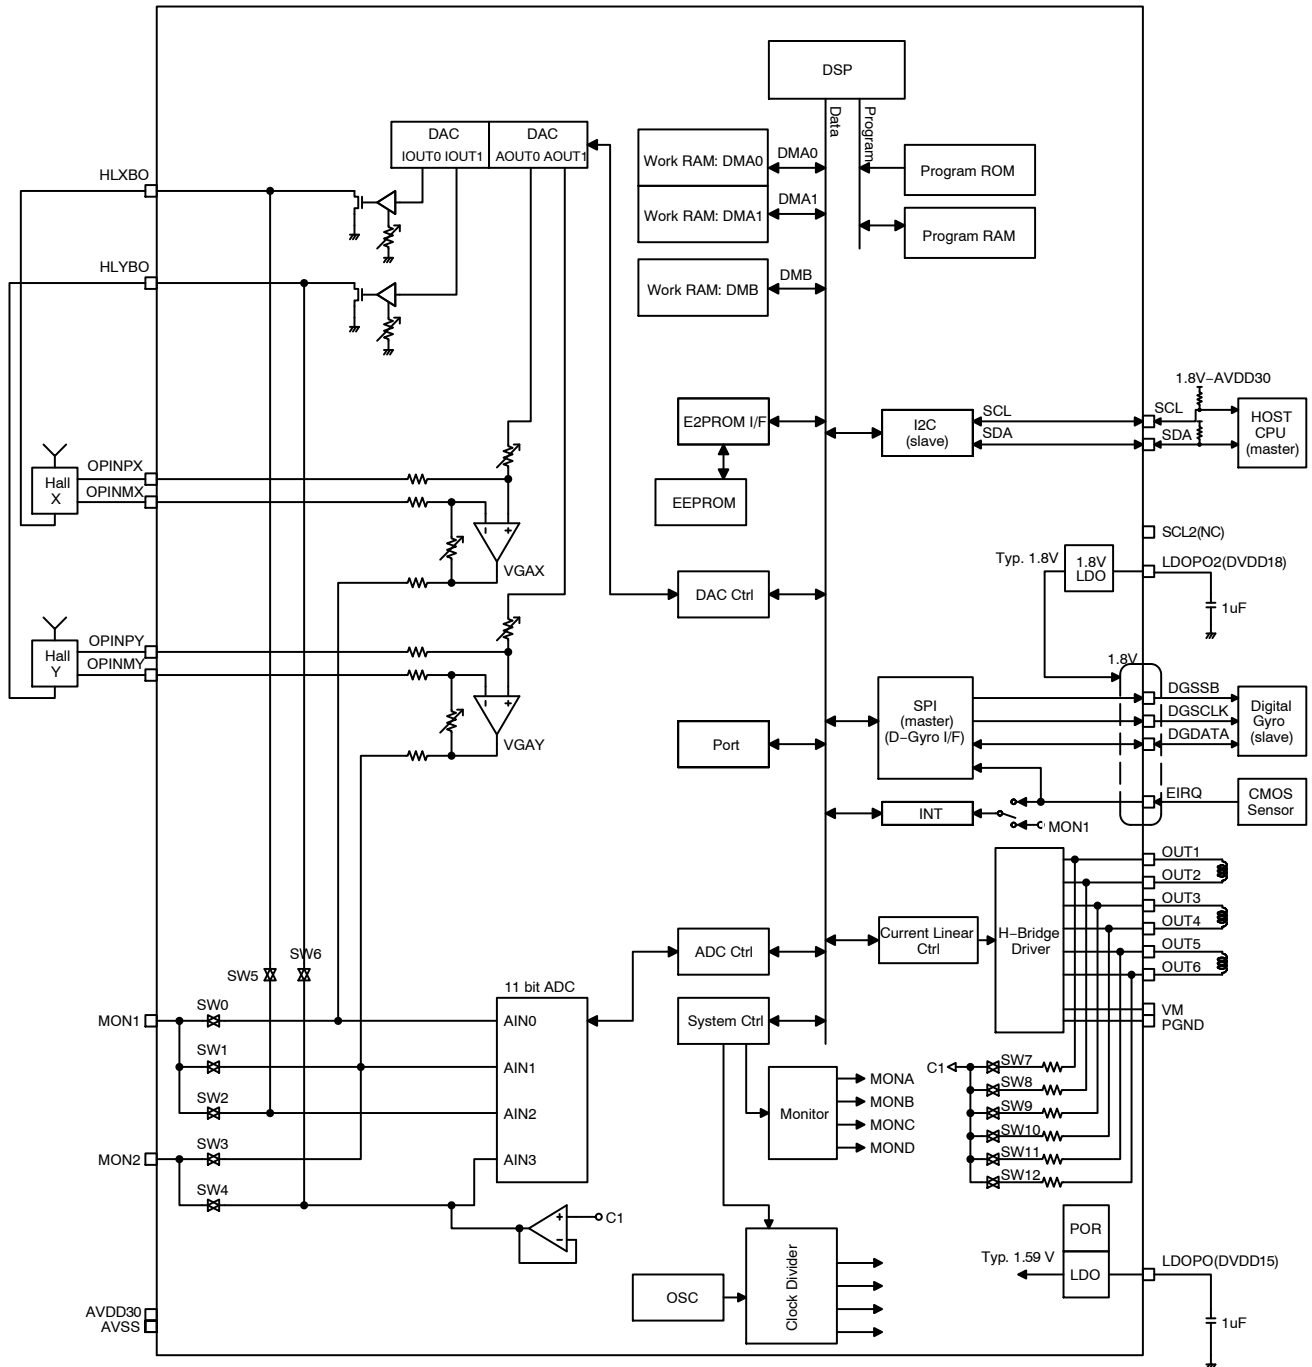 DSP
Data
Program
DAC
IOUT0 IOUT1
DAC
AOUT0 AOUT1
Work RAM: DMA0
DMA0
Work RAM: DMA1
DMA1
Program ROM
Program RAM
Work RAM: DMB
DMB
HLXBO
HLYBO
1.8V−AVDD30
E2PROM I/F
EEPROM
I2C
(slave)
SCL
SDA
SCL
SDA
HOST
CPU
(master)
Hall
X
OPINPX
OPINMX
VGAX
SCL2(NC)
Typ. 1.8V
1.8V
LDO
LDOPO2(DVDD18)
1uF
DAC Ctrl
Hall
Y
OPINPY
OPINMY
VGAY
1.8V
SPI
(master)
(D−Gyro I/F)
DGSSB
DGSCLK
DGDATA
Digital
Gyro
(slave)
Port
INT
MON1
EIRQ
CMOS
Sensor
OUT1
OUT2
OUT3
OUT4
OUT5
OUT6
VM
PGND
Current Linear
Ctrl
H−Bridge
Driver
ADC Ctrl
SW5
SW6
11 bit ADC
AIN0
AIN1
AIN2
AIN3
System Ctrl
MON1
SW0
SW1
SW2
MON2
SW3
SW4
Monitor
MONA
MONB
MONC
MOND
C1
SW7
SW8
SW9
SW10
SW11
SW12
+
−
C1
POR
LDO
Typ. 1.59 V
LDOPO(DVDD15)
1uF
OSC
Clock Divider
AVDD30
AVSS